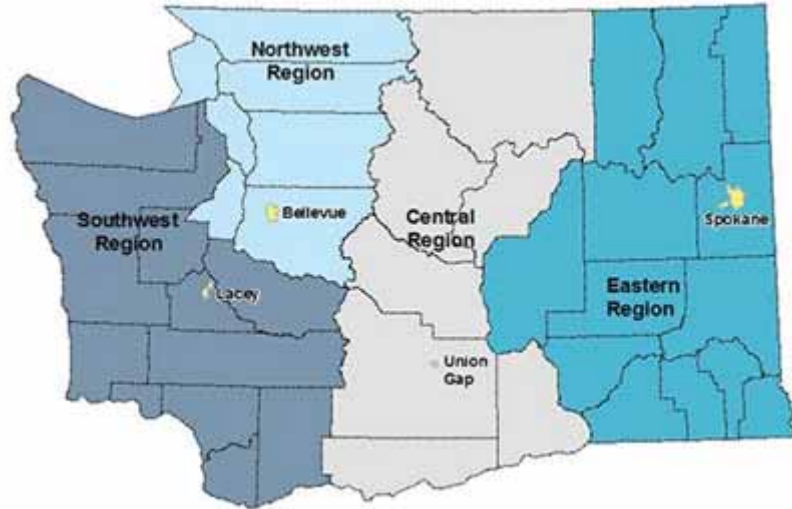 Northwest
Region
Southwest
Region
Bellevue
Central
Region
Spokane
Lacey
Eastern
Region
Union
Gap